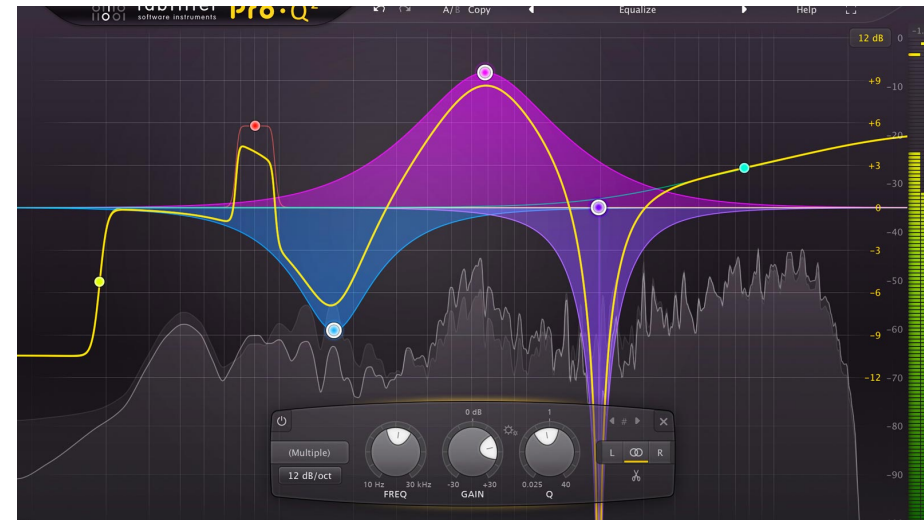 fabfilter
software instruments
Pro·Q²
A/B Copy
Equalize
Help
12 dB
0
+9
-10
+6
-20
+3
-30
0
-40
-3
-50
-6
-60
-9
-12
-70
-80
-90
0 dB
1
#
(Multiple)
12 dB/oct
L
R
10 Hz
30 kHz
-30
+30
0.025
40
FREQ
GAIN
Q